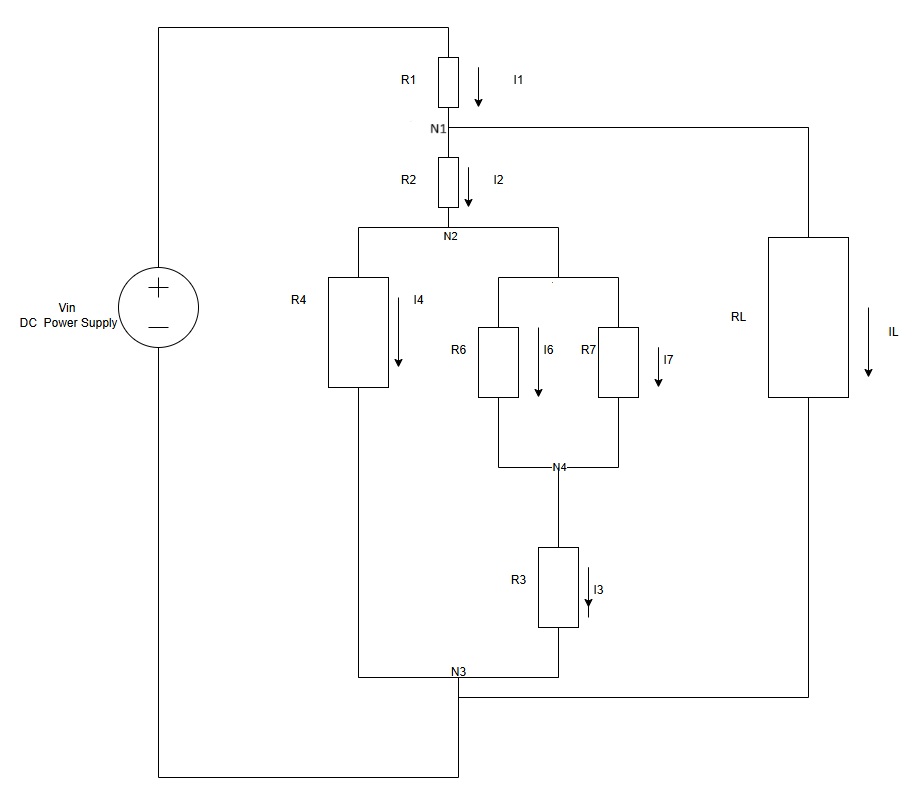 R1
I1
N1
R2
I2
N2
R4
I4
Vin
DC Power Supply
+
R6
I6
R7
I7
RL
IL
N4
R3
I3
N3